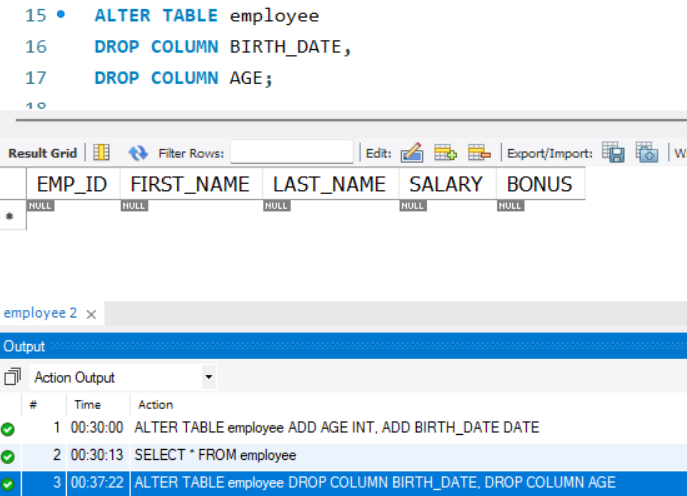 15 ALTER TABLE employee
16 DROP COLUMN BIRTH_DATE,
17 DROP COLUMN AGE;
18
Result Grid Filter Rows: Edit: Export/Import:
EMP_ID FIRST_NAME LAST_NAME SALARY BONUS
* NULL NULL NULL NULL NULL
employee 2 ×
Output
Action Output
# Time Action
1 00:30:00 ALTER TABLE employee ADD AGE INT, ADD BIRTH_DATE DATE
2 00:30:13 SELECT * FROM employee
3 00:37:22 ALTER TABLE employee DROP COLUMN BIRTH_DATE, DROP COLUMN AGE